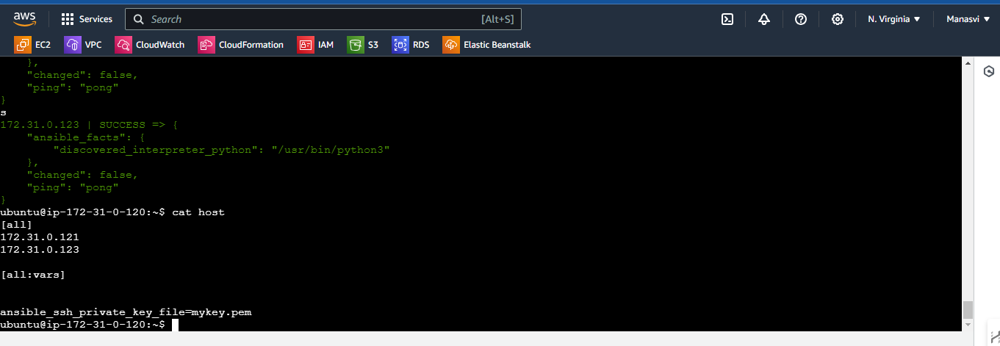 aws Services Search [Alt+S] N. Virginia Manasvi
EC2 VPC CloudWatch CloudFormation IAM S3 RDS Elastic Beanstalk
    },
    "changed": false,
    "ping": "pong"
}
s
172.31.0.123 | SUCCESS => {
    "ansible_facts": {
        "discovered_interpreter_python": "/usr/bin/python3"
    },
    "changed": false,
    "ping": "pong"
}
ubuntu@ip-172-31-0-120:~$ cat host
[all]
172.31.0.121
172.31.0.123

[all:vars]


ansible_ssh_private_key_file=mykey.pem
ubuntu@ip-172-31-0-120:~$